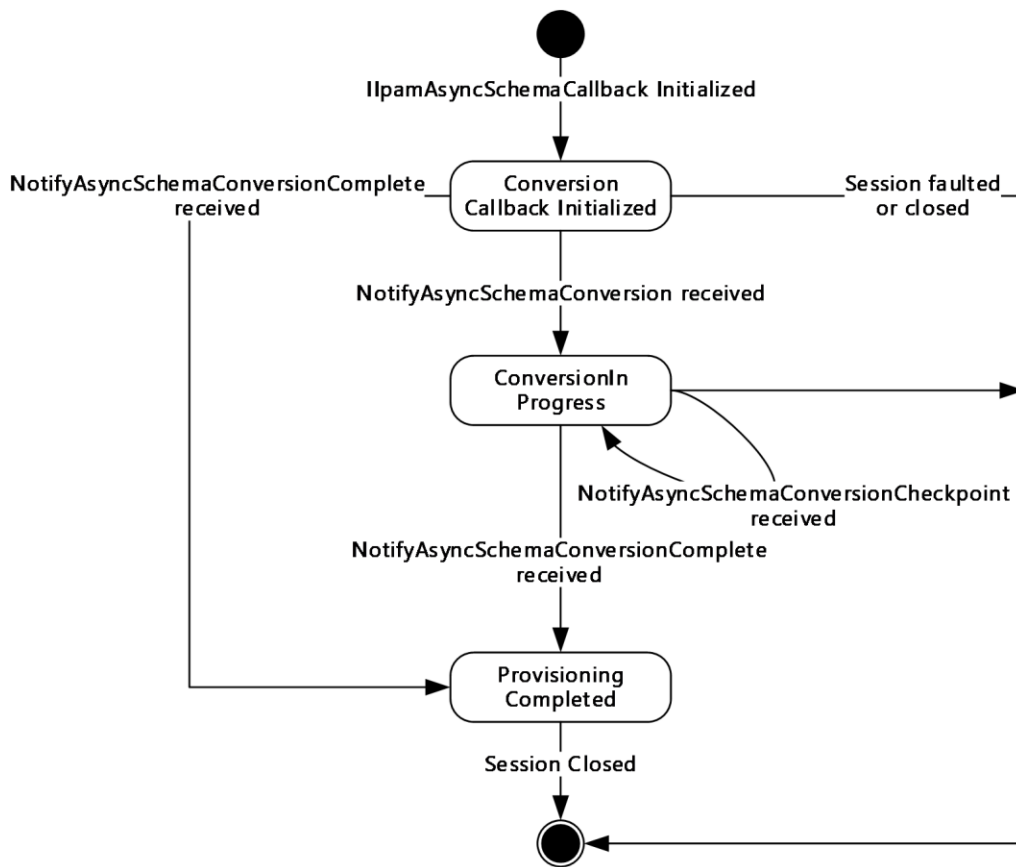 IIpamAsyncSchemaCallback Initialized
NotifyAsyncSchemaConversionComplete
received
Conversion
Callback Initialized
Session faulted
or closed
NotifyAsyncSchemaConversion received
ConversionIn
Progress
NotifyAsyncSchemaConversionCheckpoint
received
NotifyAsyncSchemaConversionComplete
received
Provisioning
Completed
Session Closed